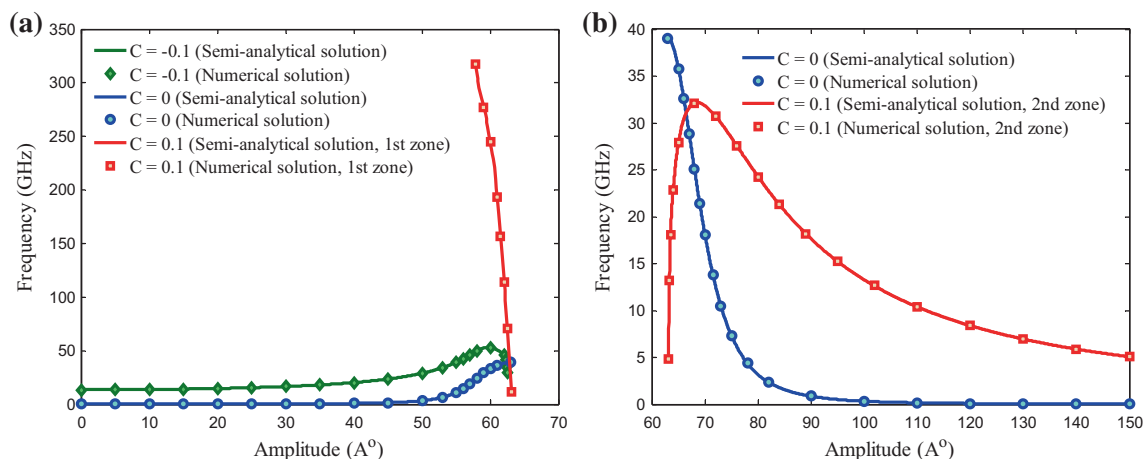 (a)
350
300
250
200
150
100
50
0
Frequency (GHz)
C = -0.1 (Semi-analytical solution)
C = -0.1 (Numerical solution)
C = 0 (Semi-analytical solution)
C = 0 (Numerical solution)
C = 0.1 (Semi-analytical solution, 1st zone)
C = 0.1 (Numerical solution, 1st zone)
0 10 20 30 40 50 60 70
Amplitude (Aº)
(b)
40
35
30
25
20
15
10
5
0
Frequency (GHz)
C = 0 (Semi-analytical solution)
C = 0 (Numerical solution)
C = 0.1 (Semi-analytical solution, 2nd zone)
C = 0.1 (Numerical solution, 2nd zone)
60 70 80 90 100 110 120 130 140 150
Amplitude (Aº)